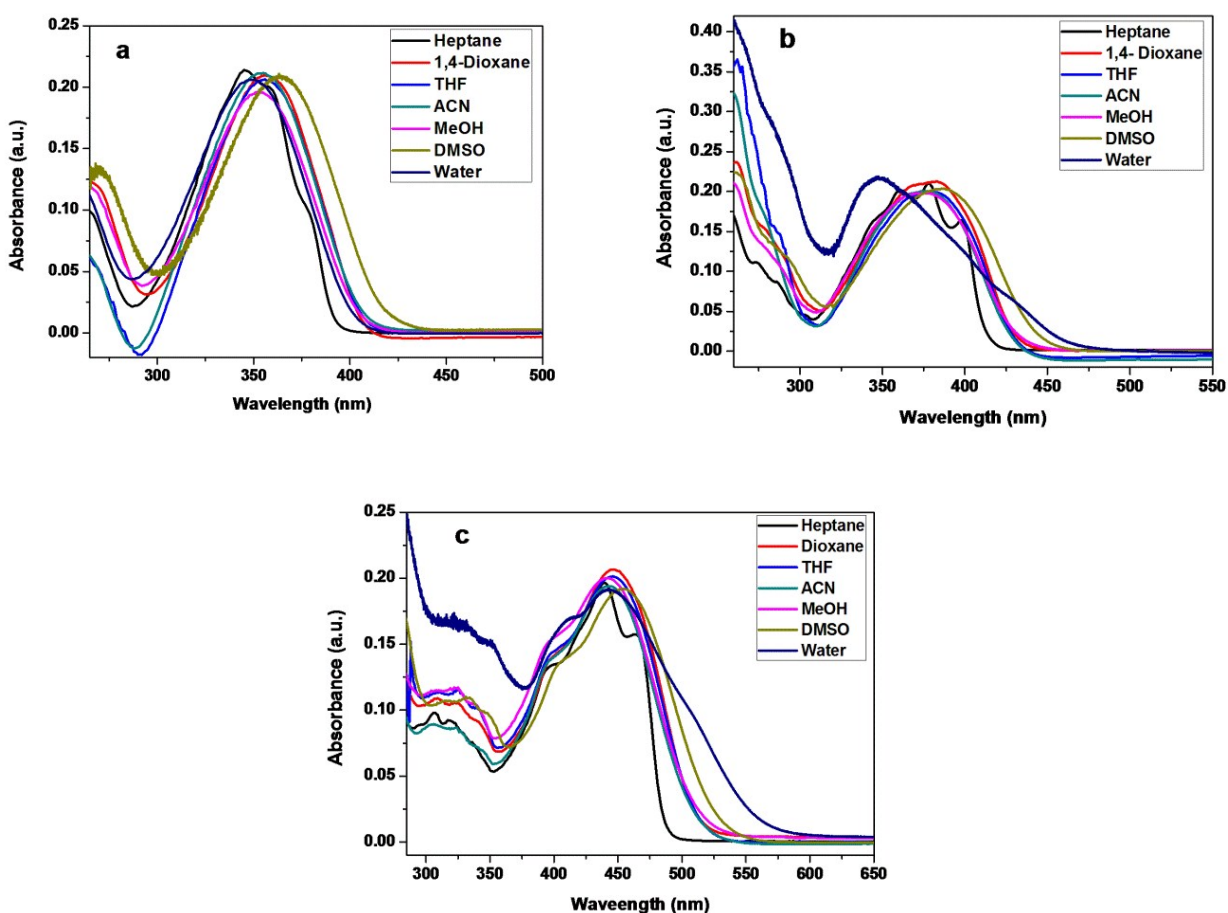 a
Heptane
1,4-Dioxane
THF
ACN
MeOH
DMSO
Water
0.25
0.20
0.15
0.10
0.05
0.00
Absorbance (a.u.)
300 350 400 450 500
Wavelength (nm)
b
Heptane
1,4- Dioxane
THF
ACN
MeOH
DMSO
Water
0.40
0.35
0.30
0.25
0.20
0.15
0.10
0.05
0.00
Absorbance (a.u.)
300 350 400 450 500 550
Wavelength (nm)
c
Heptane
Dioxane
THF
ACN
MeOH
DMSO
Water
0.25
0.20
0.15
0.10
0.05
0.00
Absorbance (a.u.)
300 350 400 450 500 550 600 650
Waveength (nm)